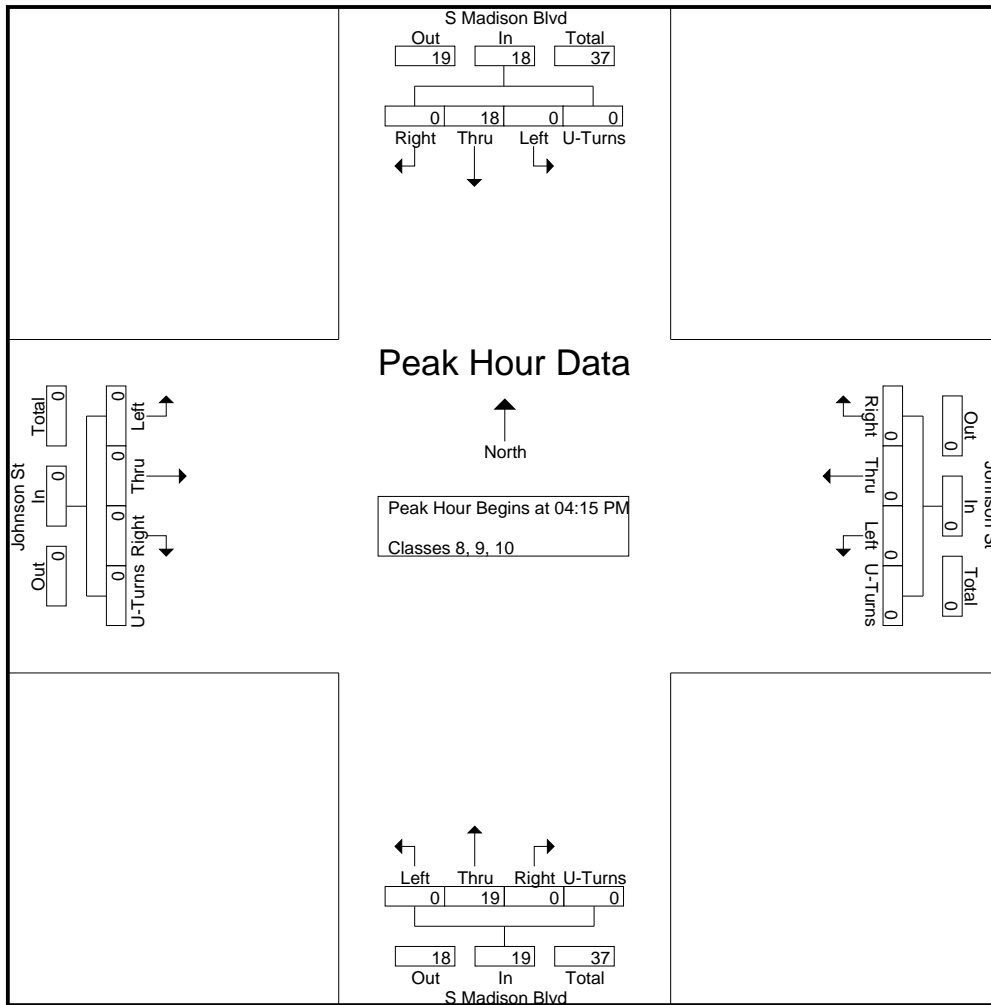 S Madison Blvd
Out In Total
19 18 37
0 18 0 0
Right Thru Left U-Turns
Peak Hour Data
North
Peak Hour Begins at 04:15 PM
Classes 8, 9, 10
Johnson St
Total In Out
0 0 0
0 0 0 0
Left Thru Right U-Turns
Johnson St
Out In Total
0 0 0
0 0 0 0
Right Thru Left U-Turns
Left Thru Right U-Turns
0 19 0 0
18 19 37
Out In Total
S Madison Blvd